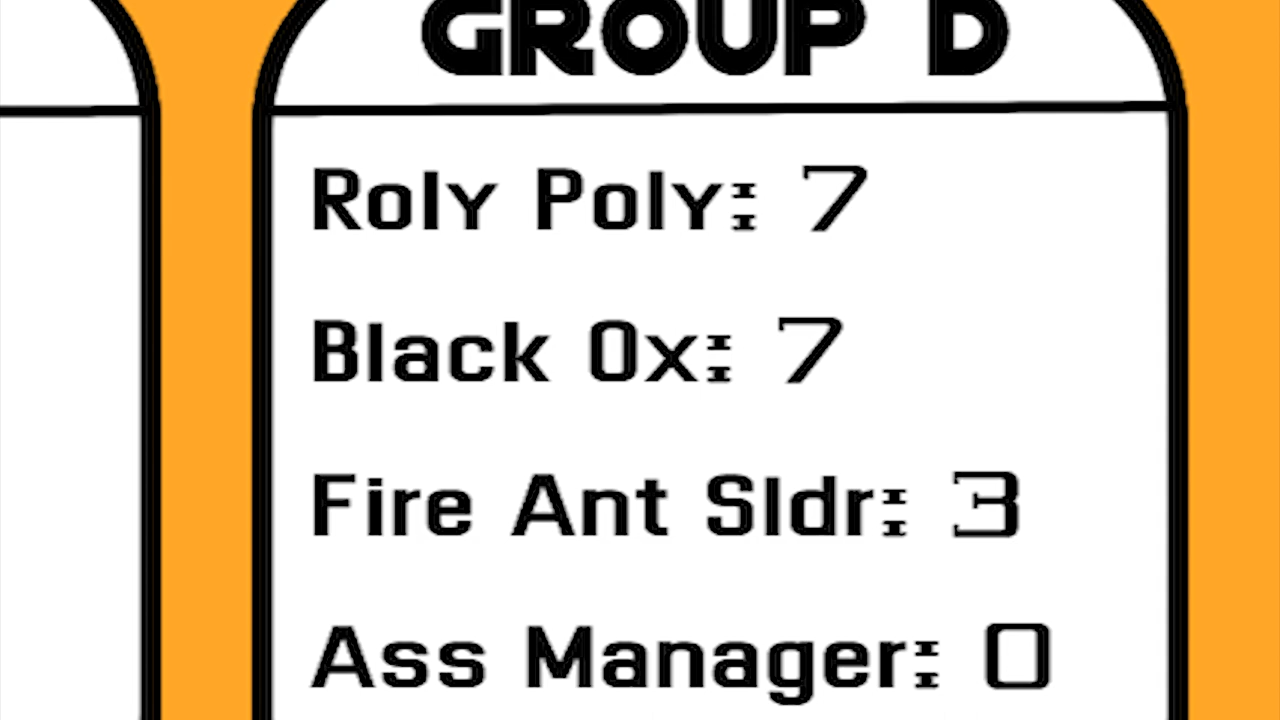 GROUP D
Roly Poly: 7
Black Ox: 7
Fire Ant Sldr: 3
Ass Manager: 0